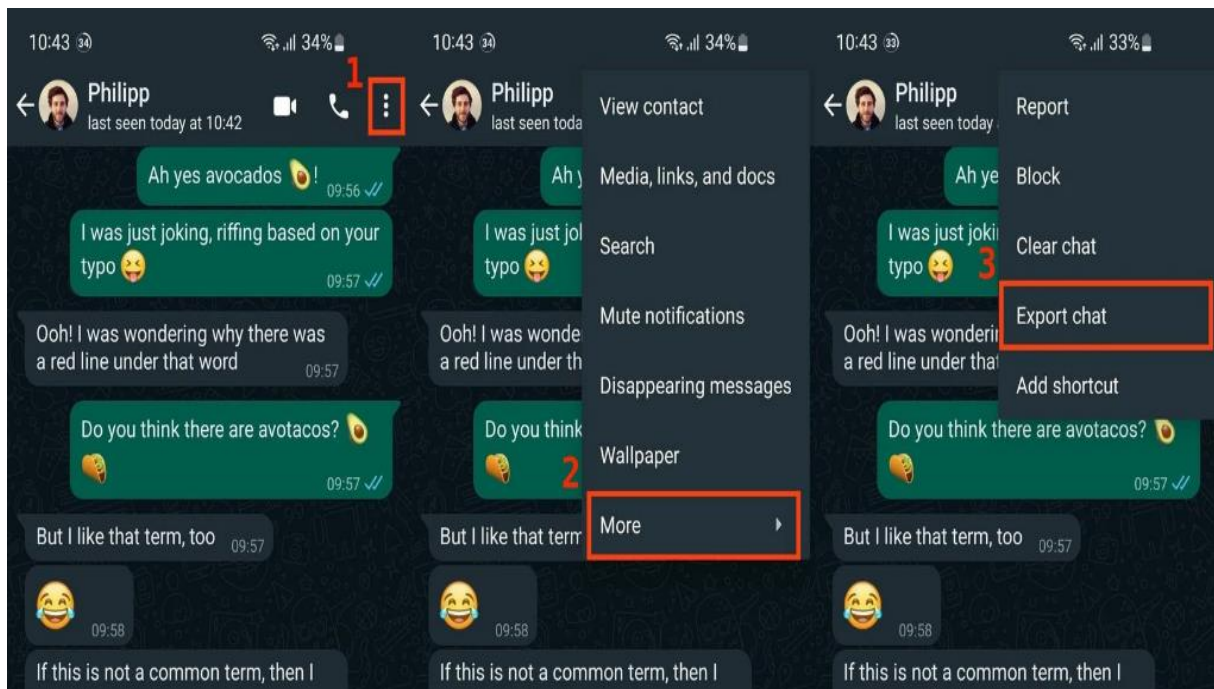 10:43 34 34%
1
Philipp
last seen today at 10:42
Ah yes avocados 🥑!
09:56
I was just joking, riffing based on your
typo 😝
09:57
Ooh! I was wondering why there was
a red line under that word
09:57
Do you think there are avotacos? 🥑
🌮
09:57
But I like that term, too 09:57
😂
09:58
If this is not a common term, then I
10:43 34 34%
Philipp
last seen toda
View contact
Ah y
Media, links, and docs
I was just jol
typo 😝
Search
Mute notifications
Ooh! I was wonde
a red line under th
Disappearing messages
Do you think
🌮
Wallpaper
2
More
But I like that term
😂
09:58
If this is not a common term, then I
10:43 33 33%
Philipp
last seen today
Report
Ah ye
Block
I was just joki
typo 😝
3
Clear chat
Export chat
Ooh! I was wonderi
a red line under that
Add shortcut
Do you think there are avotacos? 🥑
🌮
09:57
But I like that term, too 09:57
😂
09:58
If this is not a common term, then I